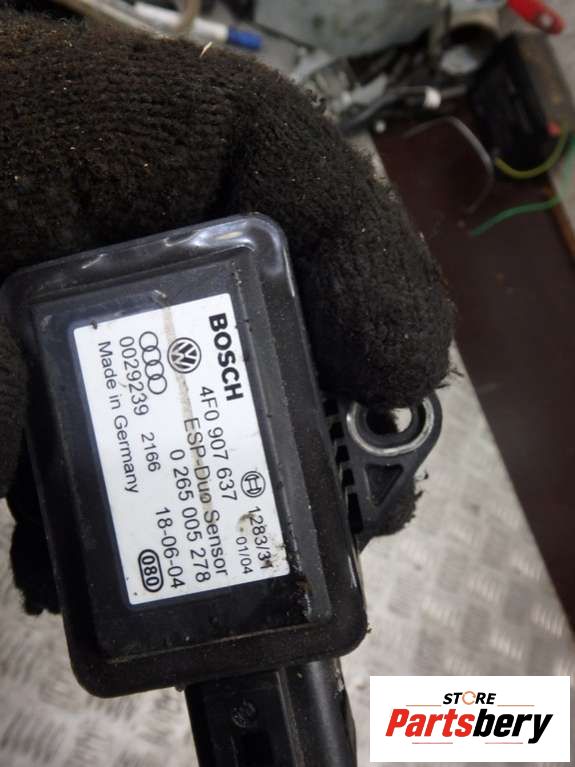 BOSCH
1283/31
01/04
4F0 907 637
ESP-Duo Sensor
0 265 005 278
0029239 2166
18-06-04
Made in Germany
080
STORE
Partsbery